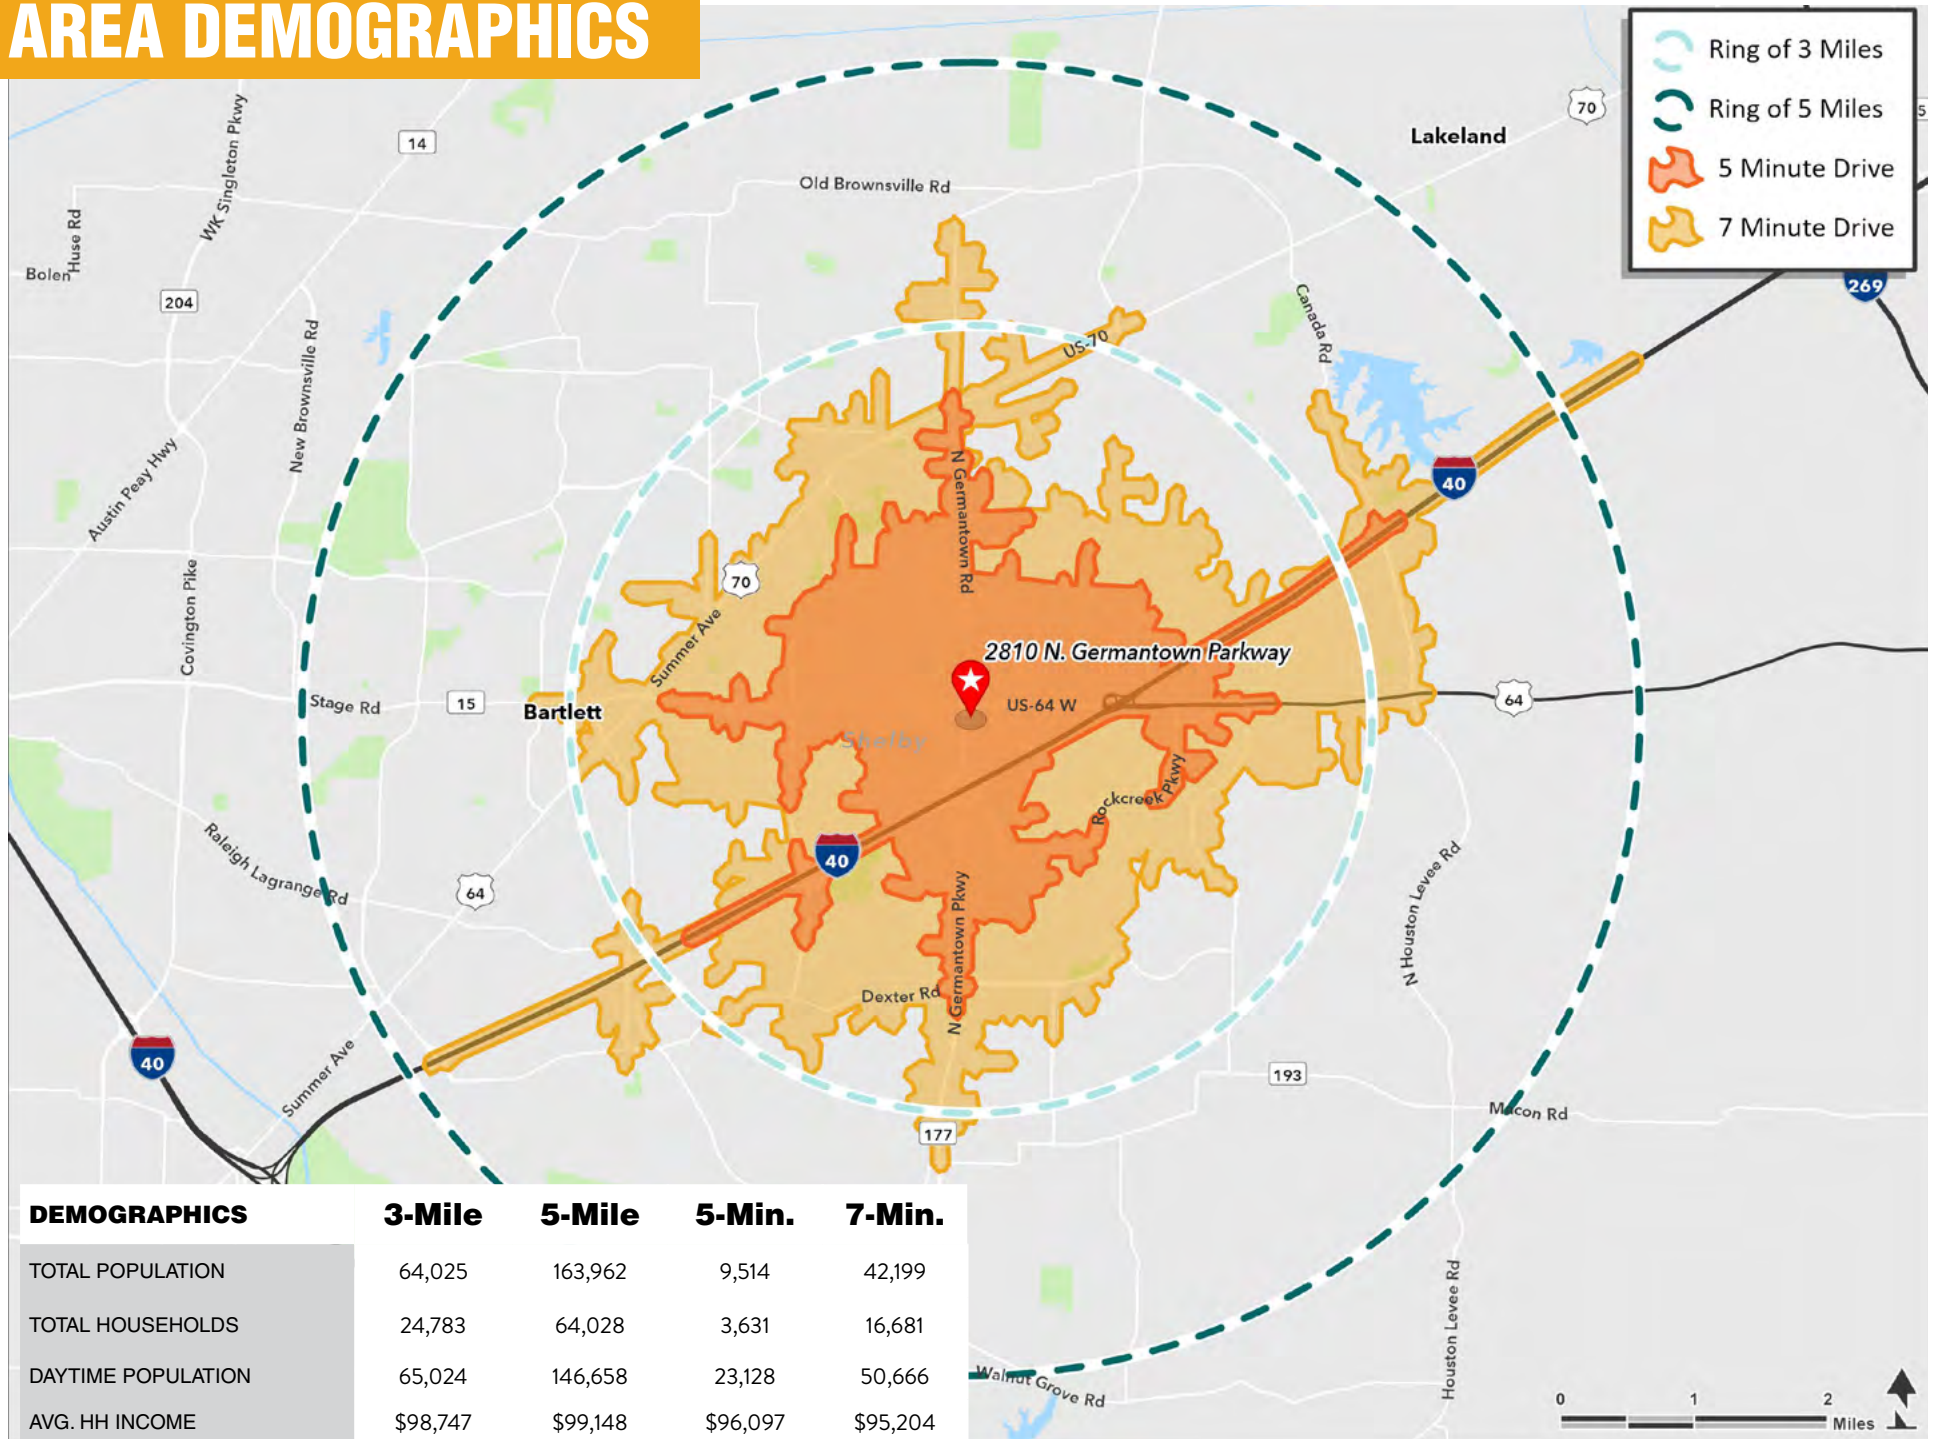 AREA DEMOGRAPHICS
Ring of 3 Miles
Ring of 5 Miles
5 Minute Drive
7 Minute Drive
70
5
Lakeland
14
WK Singleton Pkwy
Old Brownsville Rd
Huse Rd
Bolen
204
269
Canada Rd
US-70
New Brownsville Rd
Austin Peay Hwy
40
N Germantown Rd
70
Covington Pike
Summer Ave
2810 N. Germantown Parkway
Stage Rd
15
Bartlett
US-64 W
64
Shelby
Rockcreek Pkwy
Raleigh Lagrange Rd
40
64
N Houston Levee Rd
N Germantown Pkwy
Dexter Rd
40
Summer Ave
193
Macon Rd
177
DEMOGRAPHICS 3-Mile 5-Mile 5-Min. 7-Min.
TOTAL POPULATION 64,025 163,962 9,514 42,199
TOTAL HOUSEHOLDS 24,783 64,028 3,631 16,681
DAYTIME POPULATION 65,024 146,658 23,128 50,666
AVG. HH INCOME $98,747 $99,148 $96,097 $95,204
Walnut Grove Rd
Houston Levee Rd
0 1 2
Miles